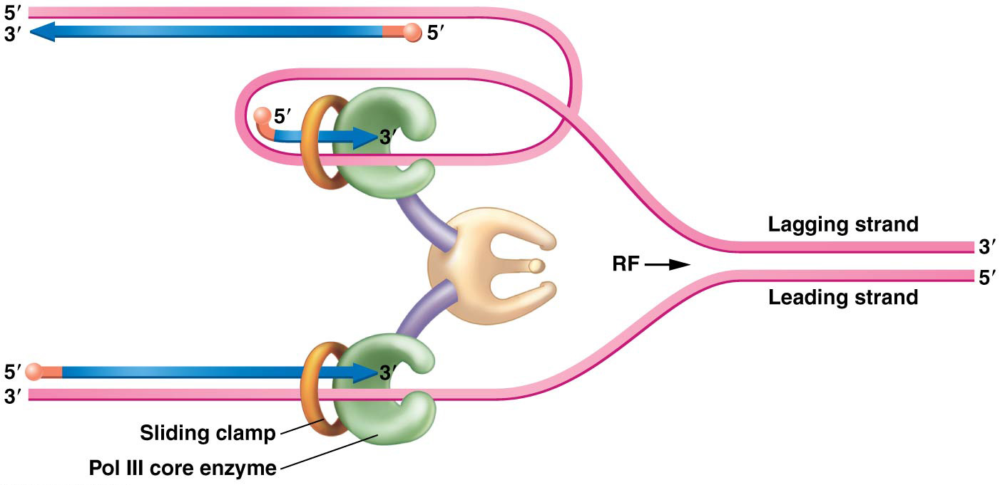 5′
3′
5′
5′
3′
Lagging strand
3′
RF
5′
Leading strand
5′
3′
3′
Sliding clamp
Pol III core enzyme